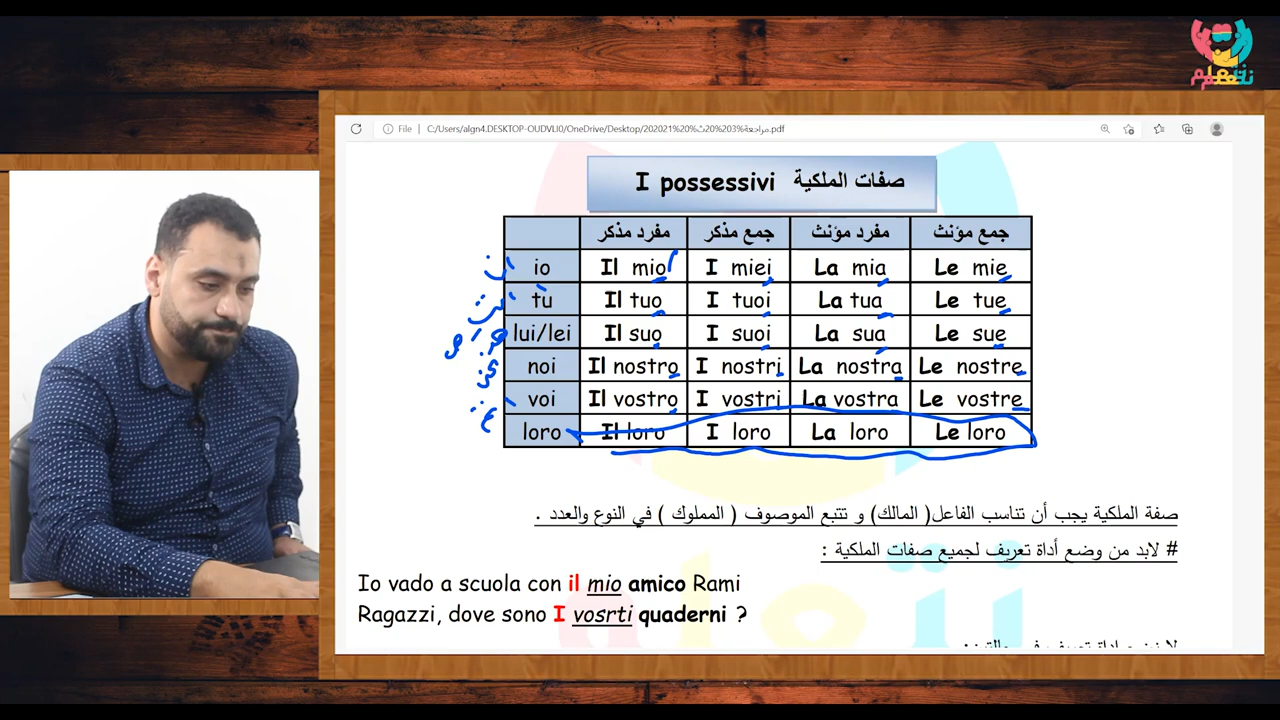 نتعلم
File C:/Users/algn4.DESKTOP-OUDVLI0/OneDrive/Desktop/202021%20%ث20%203%مراجعة.pdf
I possessivi صفات الملكية
مفرد مذكر جمع مذكر مفرد مؤنث جمع مؤنث
io Il mio I miei La mia Le mie
tu Il tuo I tuoi La tua Le tue
lui/lei Il suo I suoi La sua Le sue
noi Il nostro I nostri La nostra Le nostre
voi Il vostro I vostri La vostra Le vostre
loro Il loro I loro La loro Le loro
صفة الملكية يجب أن تناسب الفاعل( المالك) و تتبع الموصوف ( المملوك ) في النوع والعدد .
# لابد من وضع أداة تعريف لجميع صفات الملكية :
Io vado a scuola con il mio amico Rami
Ragazzi, dove sono I vosrti quaderni ?